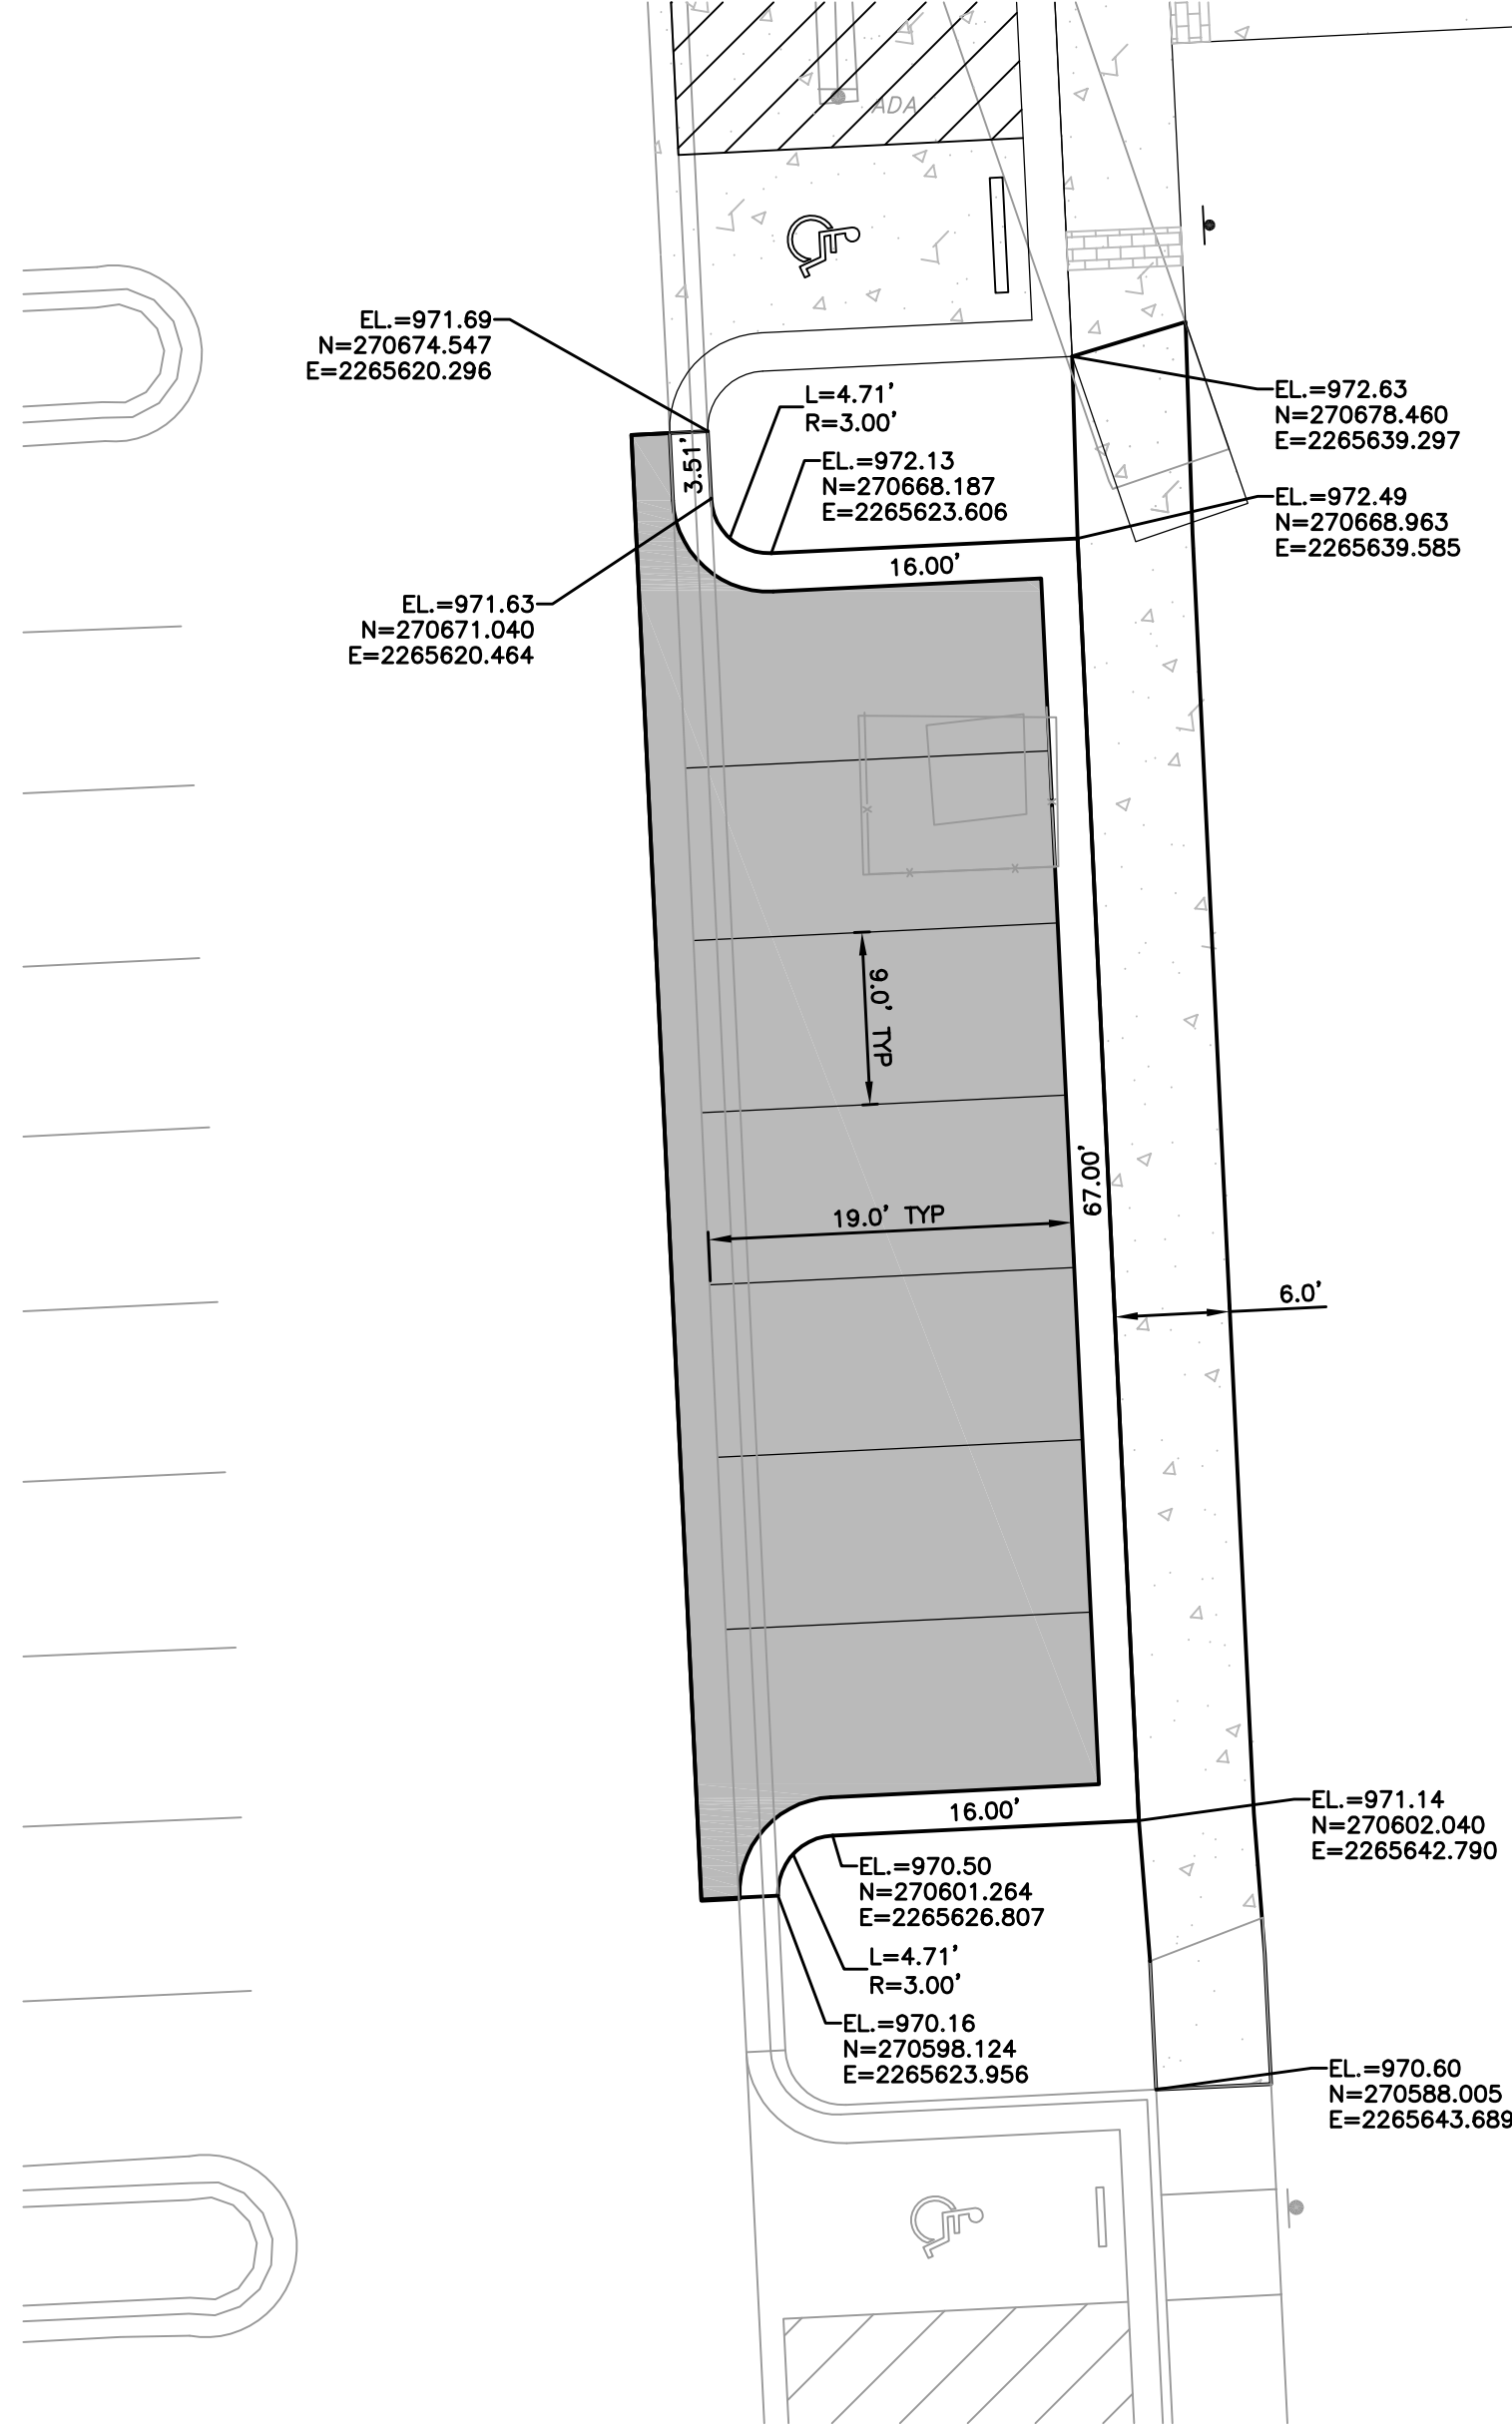 ADA
EL.=971.69
N=270674.547
E=2265620.296
L=4.71'
R=3.00'
EL.=972.63
N=270678.460
E=2265639.297
3.51'
EL.=972.13
N=270668.187
E=2265623.606
EL.=972.49
N=270668.963
E=2265639.585
16.00'
EL.=971.63
N=270671.040
E=2265620.464
9.0' TYP
67.00'
19.0' TYP
6.0'
16.00'
EL.=971.14
N=270602.040
E=2265642.790
EL.=970.50
N=270601.264
E=2265626.807
L=4.71'
R=3.00'
EL.=970.16
N=270598.124
E=2265623.956
EL.=970.60
N=270588.005
E=2265643.689